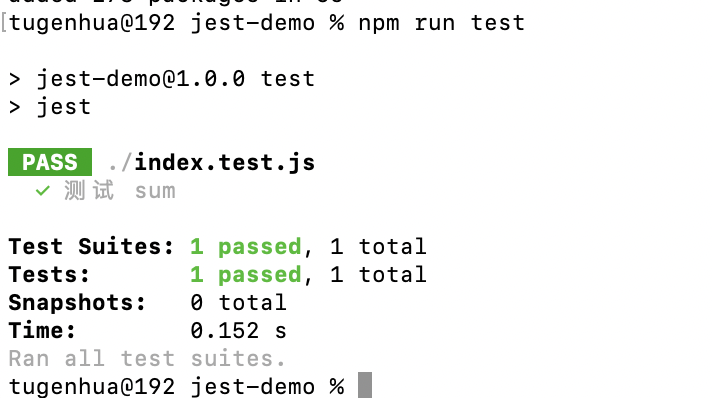 [tugenhua@192 jest-demo % npm run test
> jest-demo@1.0.0 test
> jest
PASS ./index.test.js
✓ 测试 sum
Test Suites: 1 passed, 1 total
Tests: 1 passed, 1 total
Snapshots: 0 total
Time: 0.152 s
Ran all test suites.
tugenhua@192 jest-demo %